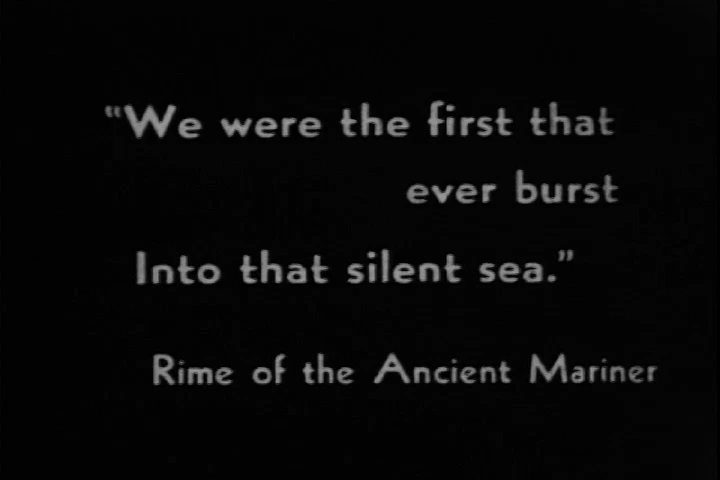 "We were the first that
ever burst
Into that silent sea."
Rime of the Ancient Mariner